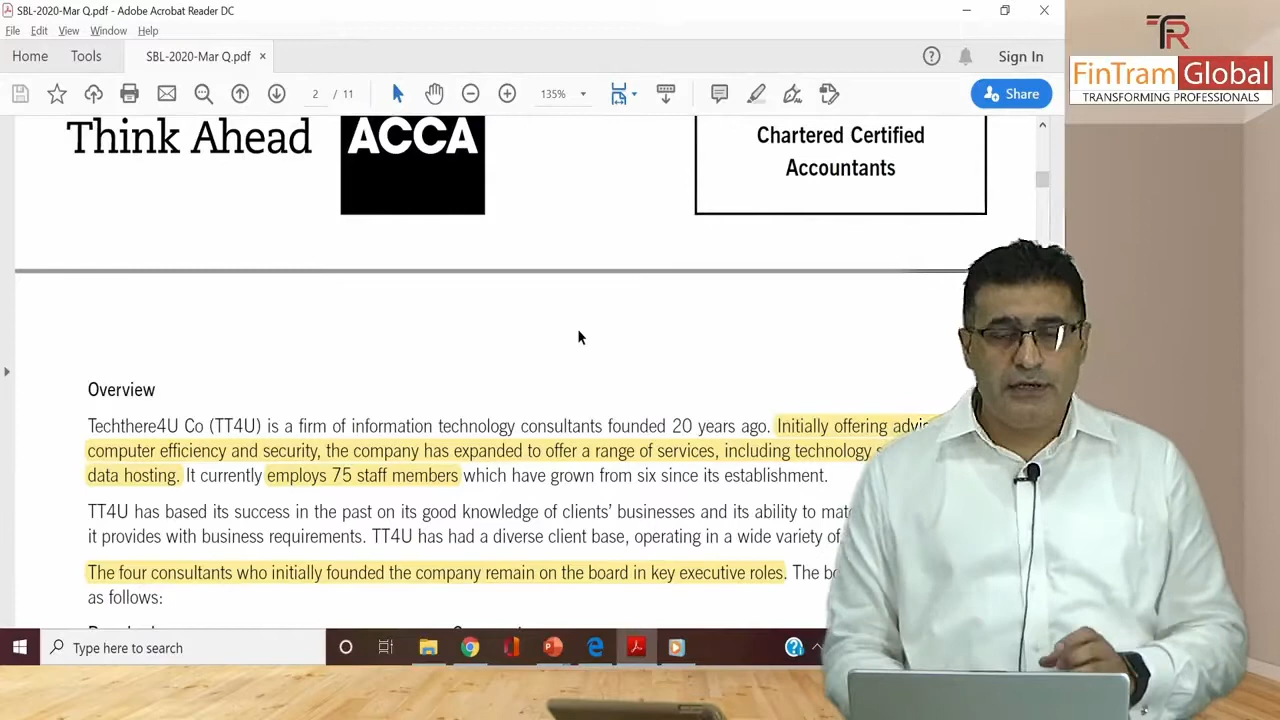 SBL-2020-Mar Q.pdf - Adobe Acrobat Reader DC
File Edit View Window Help
Home Tools SBL-2020-Mar Q.pdf × Sign In
2 / 11 135% Share
FinTram Global
TRANSFORMING PROFESSIONALS
Think Ahead ACCA
Chartered Certified
Accountants
Overview
Techthere4U Co (TT4U) is a firm of information technology consultants founded 20 years ago. Initially offering
computer efficiency and security, the company has expanded to offer a range of services, including technology
data hosting. It currently employs 75 staff members which have grown from six since its establishment.
TT4U has based its success in the past on its good knowledge of clients' businesses and its ability to
it provides with business requirements. TT4U has had a diverse client base, operating in a wide variety of
The four consultants who initially founded the company remain on the board in key executive roles. The
as follows:
Type here to search